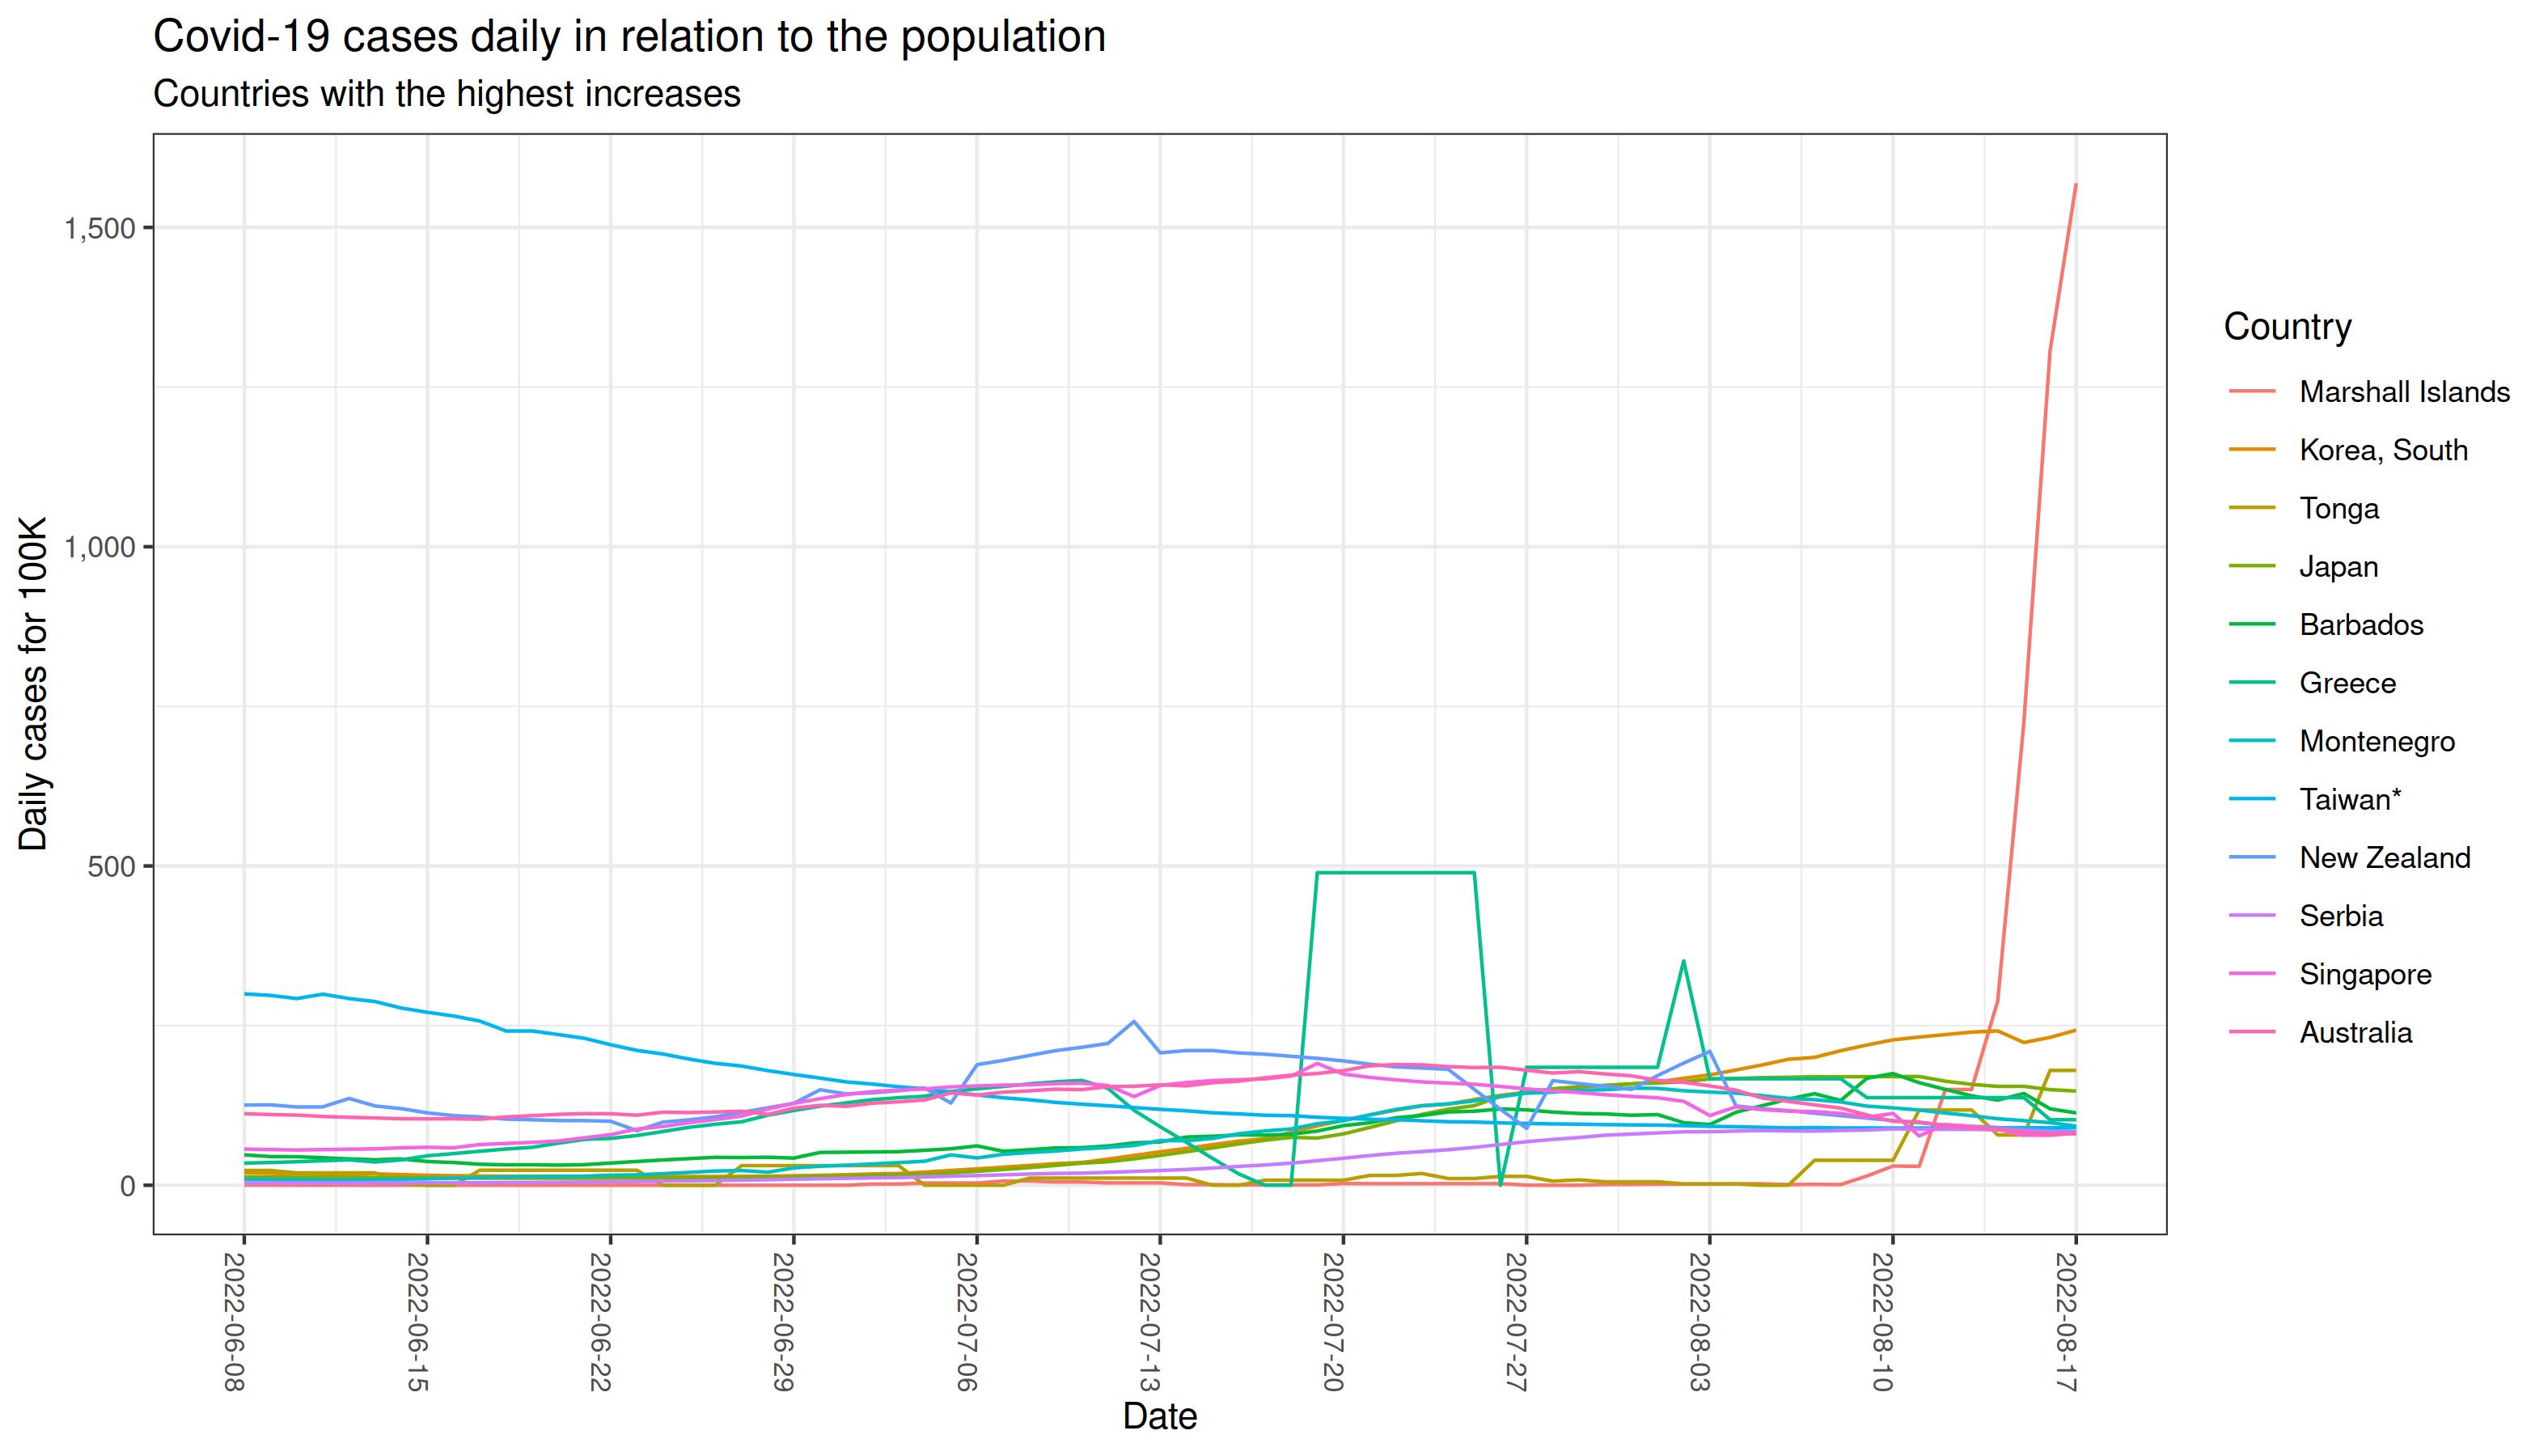 Covid-19 cases daily in relation to the population
Countries with the highest increases
Daily cases for 100K
1,500
1,000
500
0
2022-06-08
2022-06-15
2022-06-22
2022-06-29
2022-07-06
2022-07-13
2022-07-20
2022-07-27
2022-08-03
2022-08-10
2022-08-17
Date
Country
Marshall Islands
Korea, South
Tonga
Japan
Barbados
Greece
Montenegro
Taiwan*
New Zealand
Serbia
Singapore
Australia